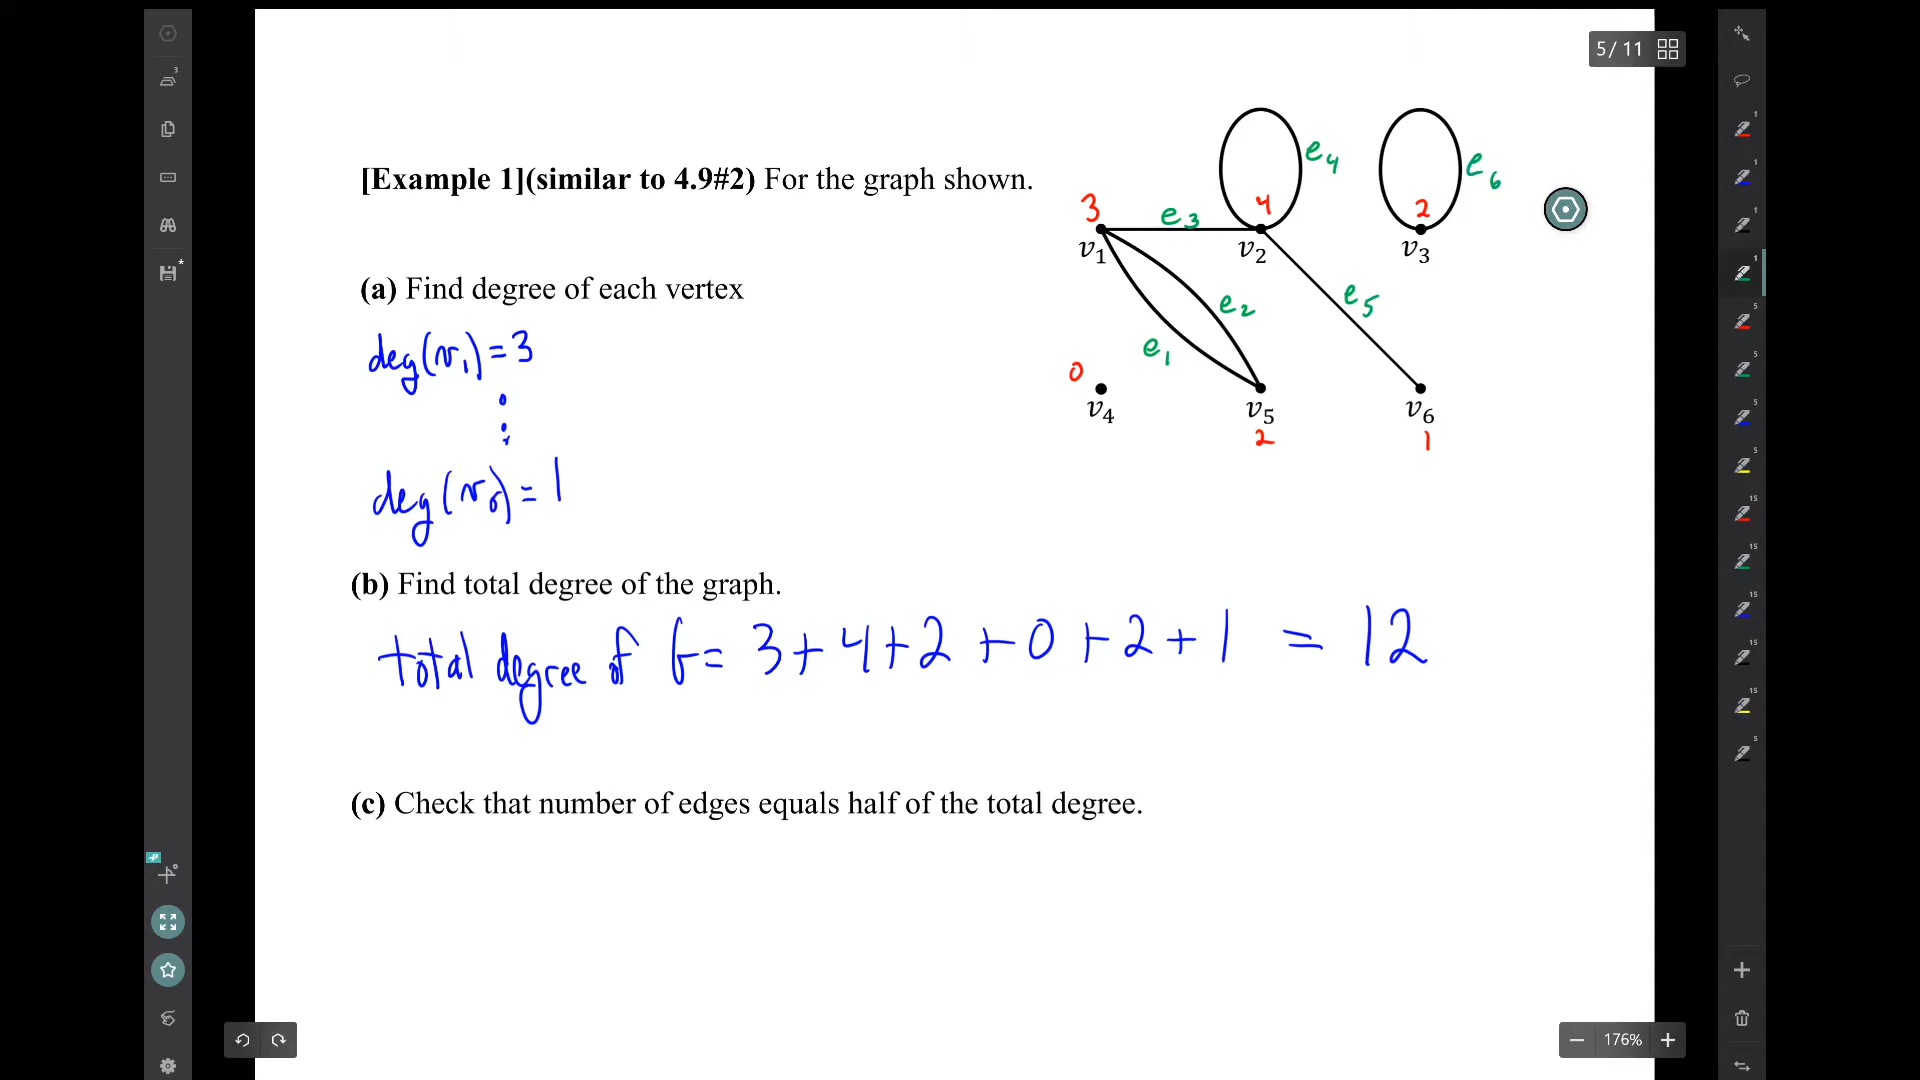 5 / 11
[Example 1](similar to 4.9#2) For the graph shown.
e4 e6
3 e3 4 2
v1 v2 v3
(a) Find degree of each vertex
e2 e5
deg(v1) = 3
e1
0
v4 v5 v6
2 1
deg(v6) = 1
(b) Find total degree of the graph.
total degree of G = 3 + 4 + 2 + 0 + 2 + 1 = 12
(c) Check that number of edges equals half of the total degree.
176%